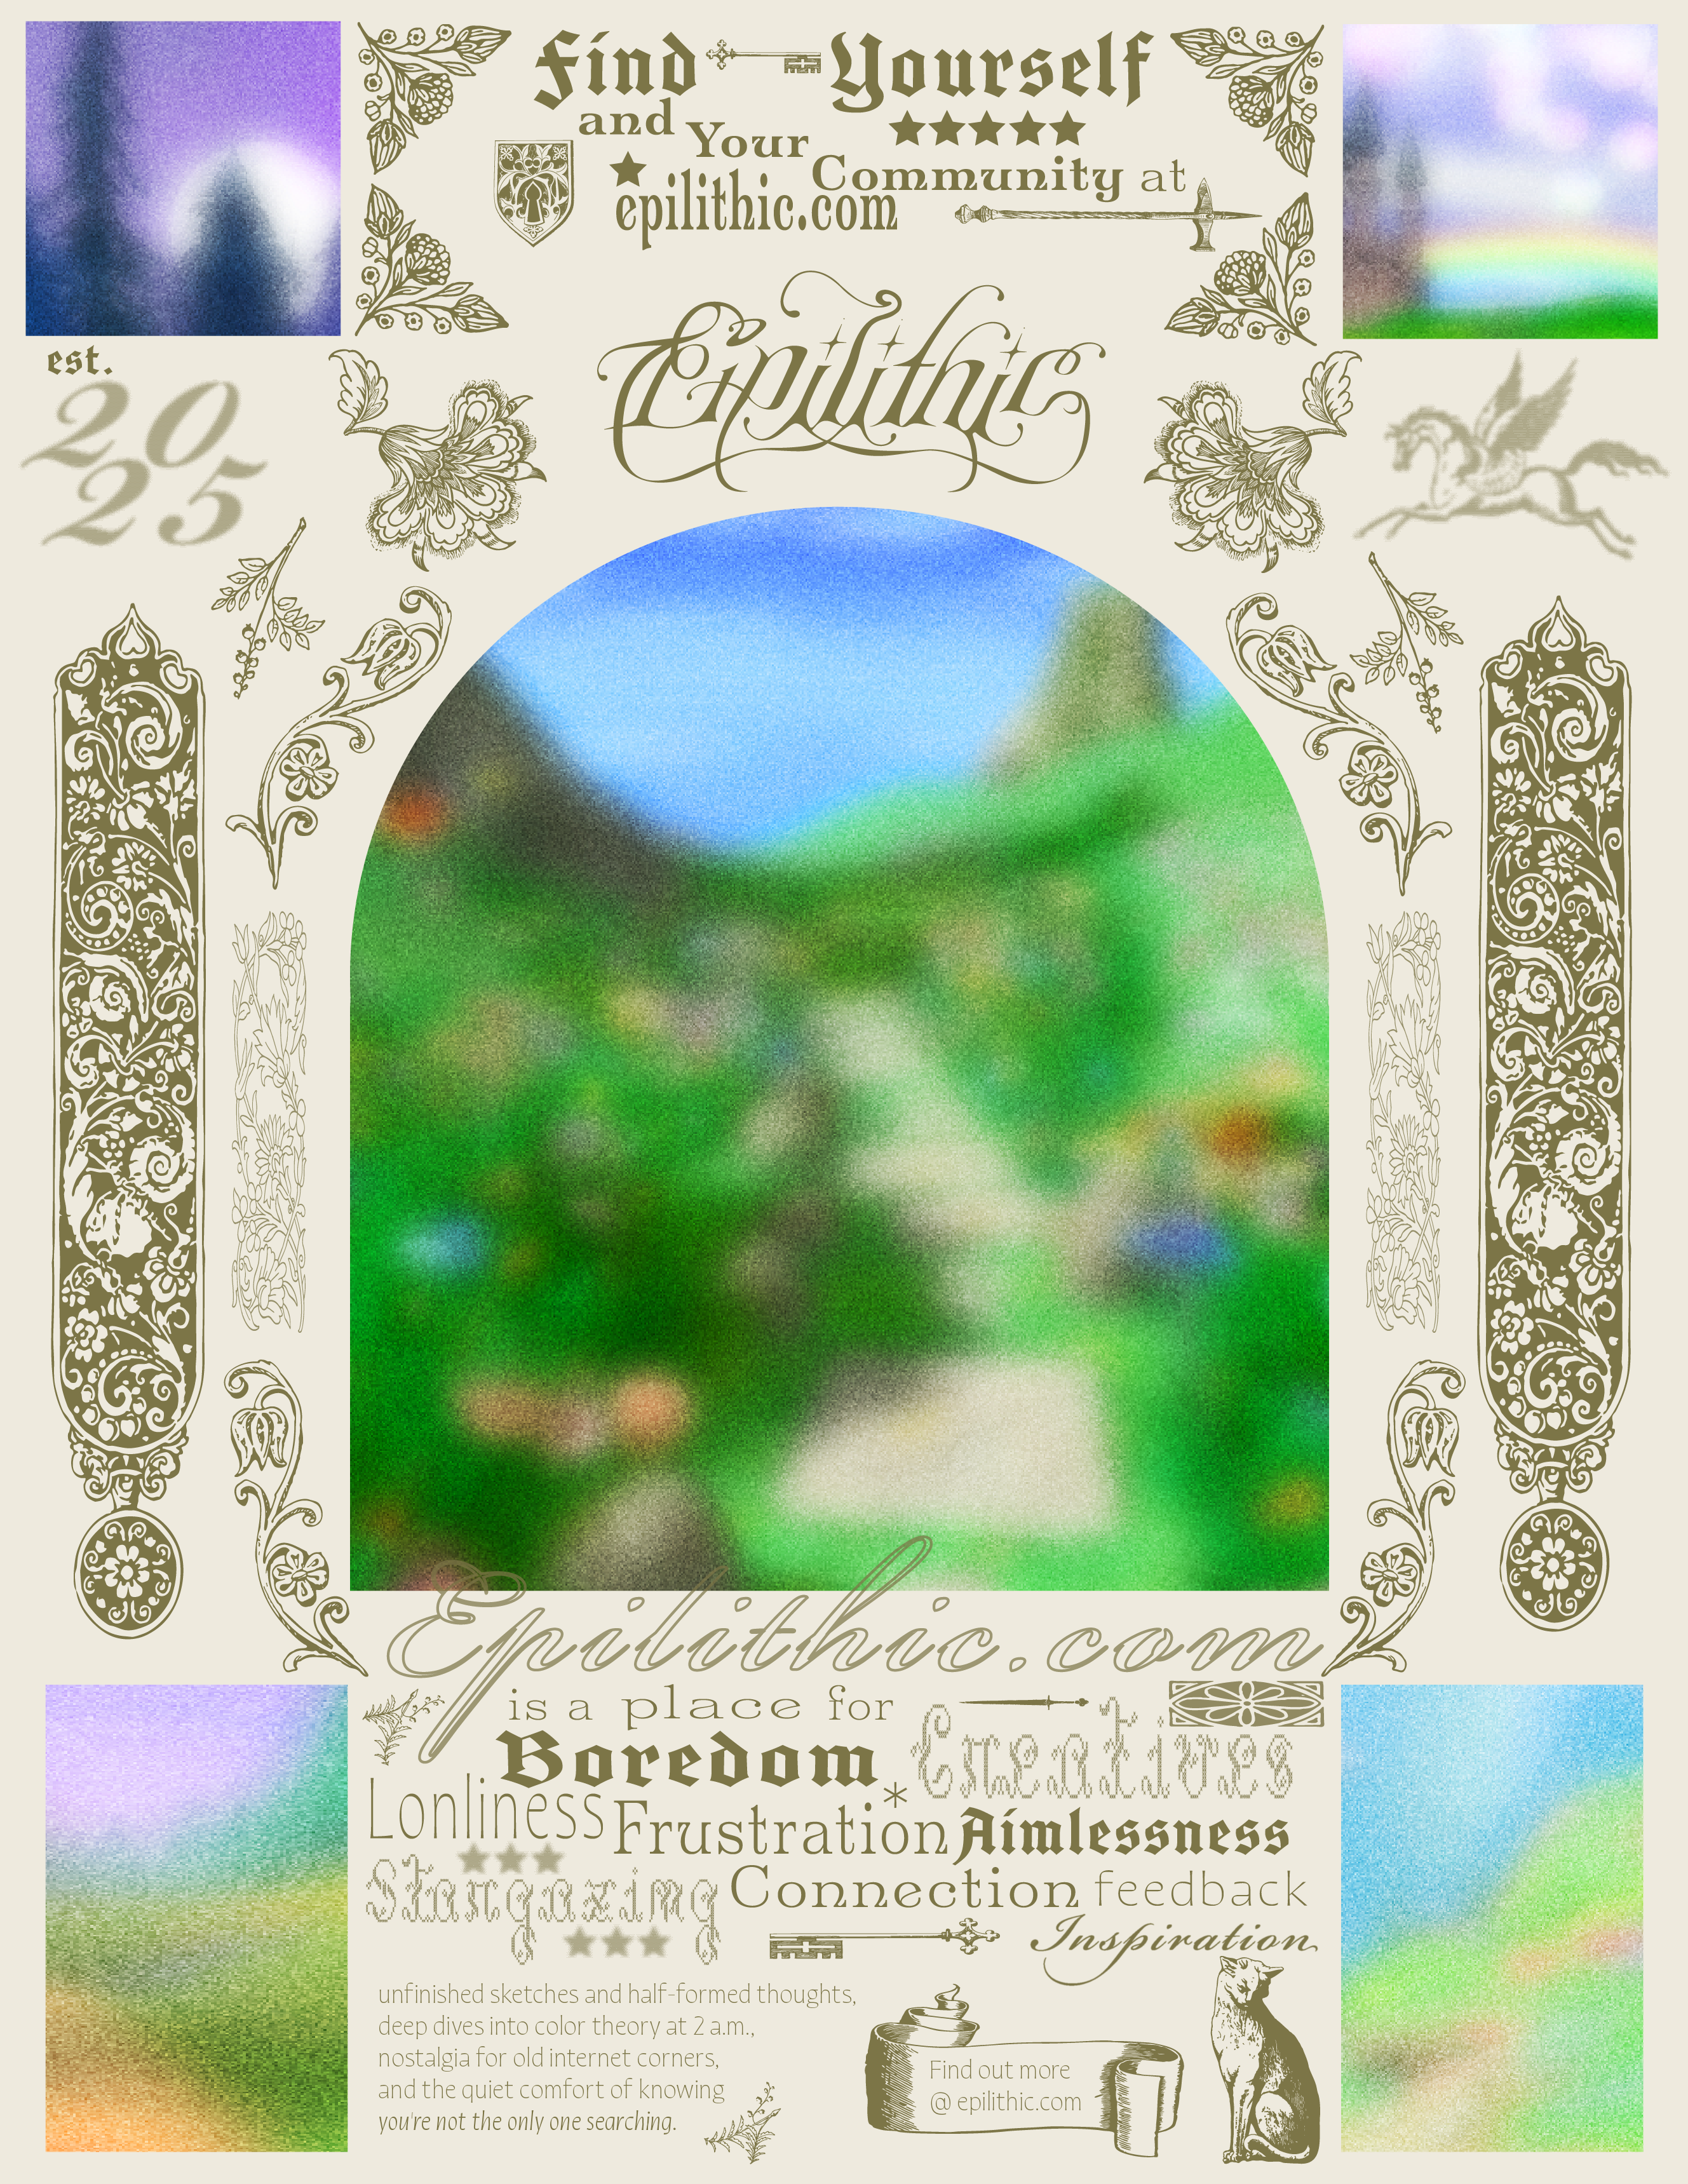 Find Yourself
and Your
Community at
epilithic.com
Epilithic
est.
20
25
Epilithic.com
is a place for
Boredom Creatives
Lonliness Frustration* Aimlessness
Stargazing Connection feedback
Inspiration
unfinished sketches and half-formed thoughts,
deep dives into color theory at 2 a.m.,
nostalgia for old internet corners,
and the quiet comfort of knowing
you're not the only one searching.
Find out more
@ epilithic.com